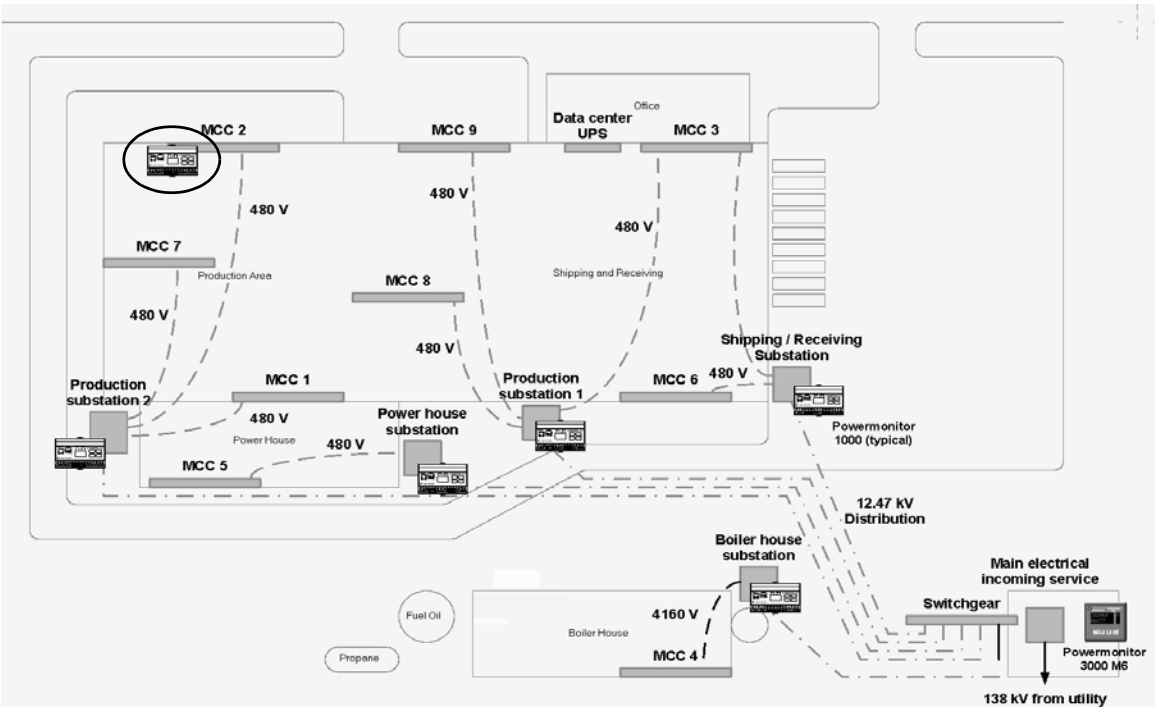 Office
Data center
UPS
MCC 2
MCC 9
MCC 3
480 V
480 V
480 V
MCC 7
Production Area
MCC 8
Shipping and Receiving
480 V
480 V
Shipping / Receiving
Substation
480 V
Production
substation 2
MCC 1
Production
substation 1
MCC 6
480 V
Power house
substation
Power House
480 V
Powermonitor
1000 (typical)
MCC 5
12.47 kV
Distribution
Boiler house
substation
Main electrical
incoming service
Switchgear
Fuel Oil
4160 V
Boiler House
MCC 4
Propane
Powermonitor
3000 M6
138 kV from utility